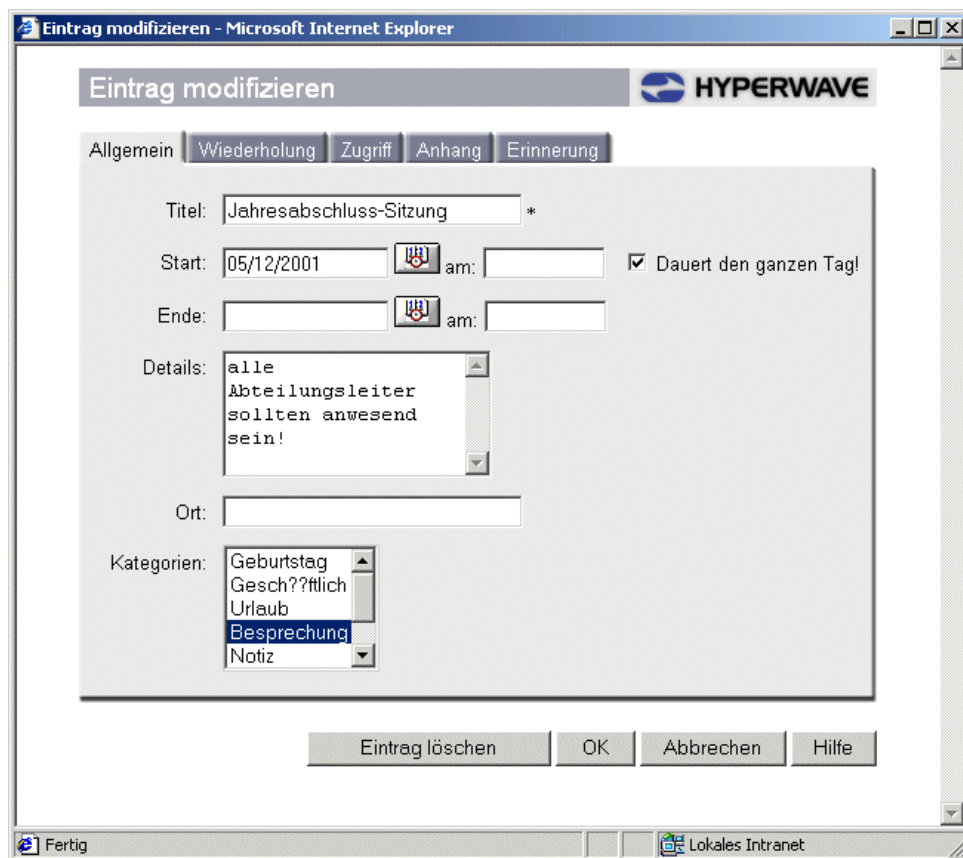 Eintrag modifizieren - Microsoft Internet Explorer
Eintrag modifizieren HYPERWAVE
Allgemein Wiederholung Zugriff Anhang Erinnerung
Titel: Jahresabschluss-Sitzung *
Start: 05/12/2001 am: Dauert den ganzen Tag!
Ende: am:
Details: alle
Abteilungsleiter
sollten anwesend
sein!
Ort:
Kategorien: Geburtstag
Gesch??ftlich
Urlaub
Besprechung
Notiz
Eintrag löschen OK Abbrechen Hilfe
Fertig Lokales Intranet